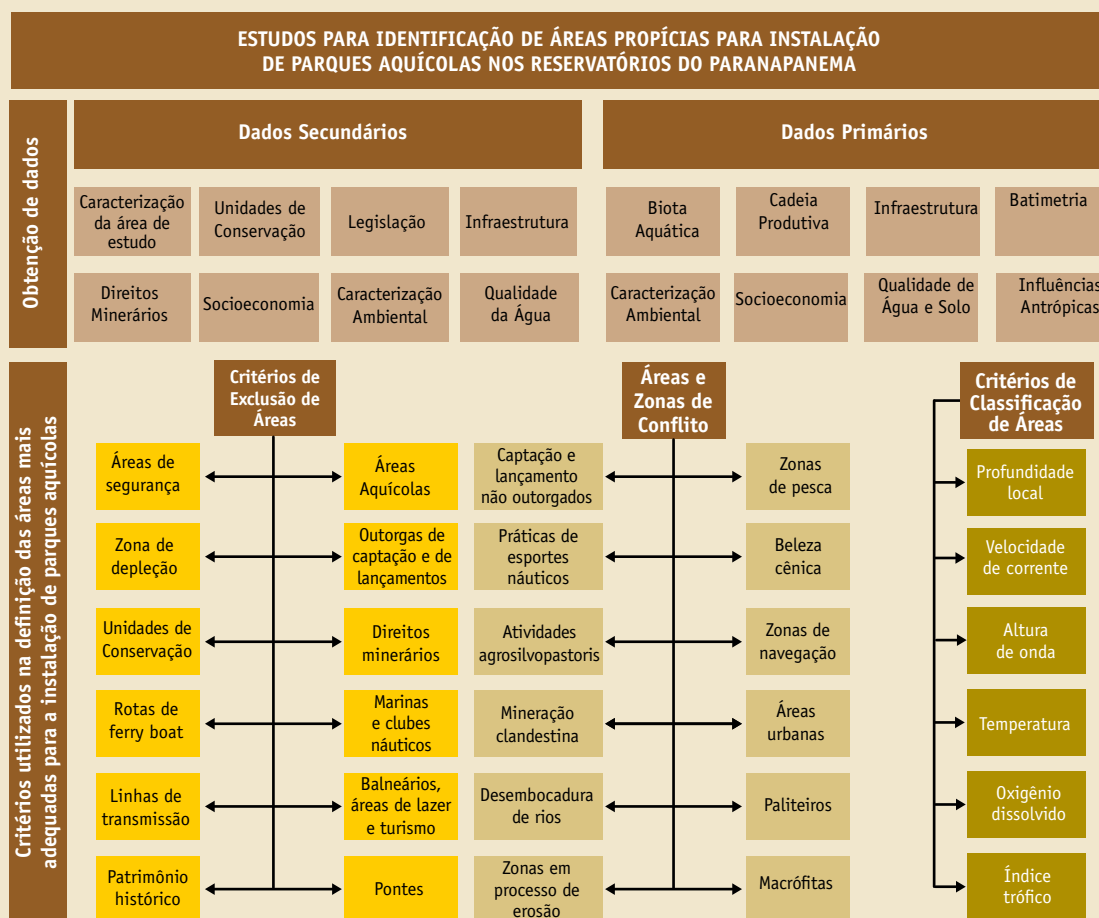 ESTUDOS PARA IDENTIFICAÇÃO DE ÁREAS PROPÍCIAS PARA INSTALAÇÃO
DE PARQUES AQUÍCOLAS NOS RESERVATÓRIOS DO PARANAPANEMA
Obtenção de dados
Dados Secundários
Dados Primários
Caracterização
da área de
estudo
Unidades de
Conservação
Legislação
Infraestrutura
Biota
Aquática
Cadeia
Produtiva
Infraestrutura
Batimetria
Direitos
Minerários
Socioeconomia
Caracterização
Ambiental
Qualidade
da Água
Caracterização
Ambiental
Socioeconomia
Qualidade de
Água e Solo
Influências
Antrópicas
Critérios utilizados na definição das áreas mais
adequadas para a instalação de parques aquícolas
Critérios de
Exclusão de
Áreas
Áreas de
segurança
Áreas
Aquícolas
Zona de
depleção
Outorgas de
captação e de
lançamentos
Unidades de
Conservação
Direitos
minerários
Rotas de
ferry boat
Marinas
e clubes
náuticos
Linhas de
transmissão
Balneários,
áreas de lazer
e turismo
Patrimônio
histórico
Pontes
Áreas e
Zonas de
Conflito
Captação e
lançamento
não outorgados
Zonas
de pesca
Práticas de
esportes
náuticos
Beleza
cênica
Atividades
agrosilvopastoris
Zonas de
navegação
Mineração
clandestina
Áreas
urbanas
Desembocadura
de rios
Paliteiros
Zonas em
processo de
erosão
Macrófitas
Critérios de
Classificação
de Áreas
Profundidade
local
Velocidade
de corrente
Altura
de onda
Temperatura
Oxigênio
dissolvido
Índice
trófico